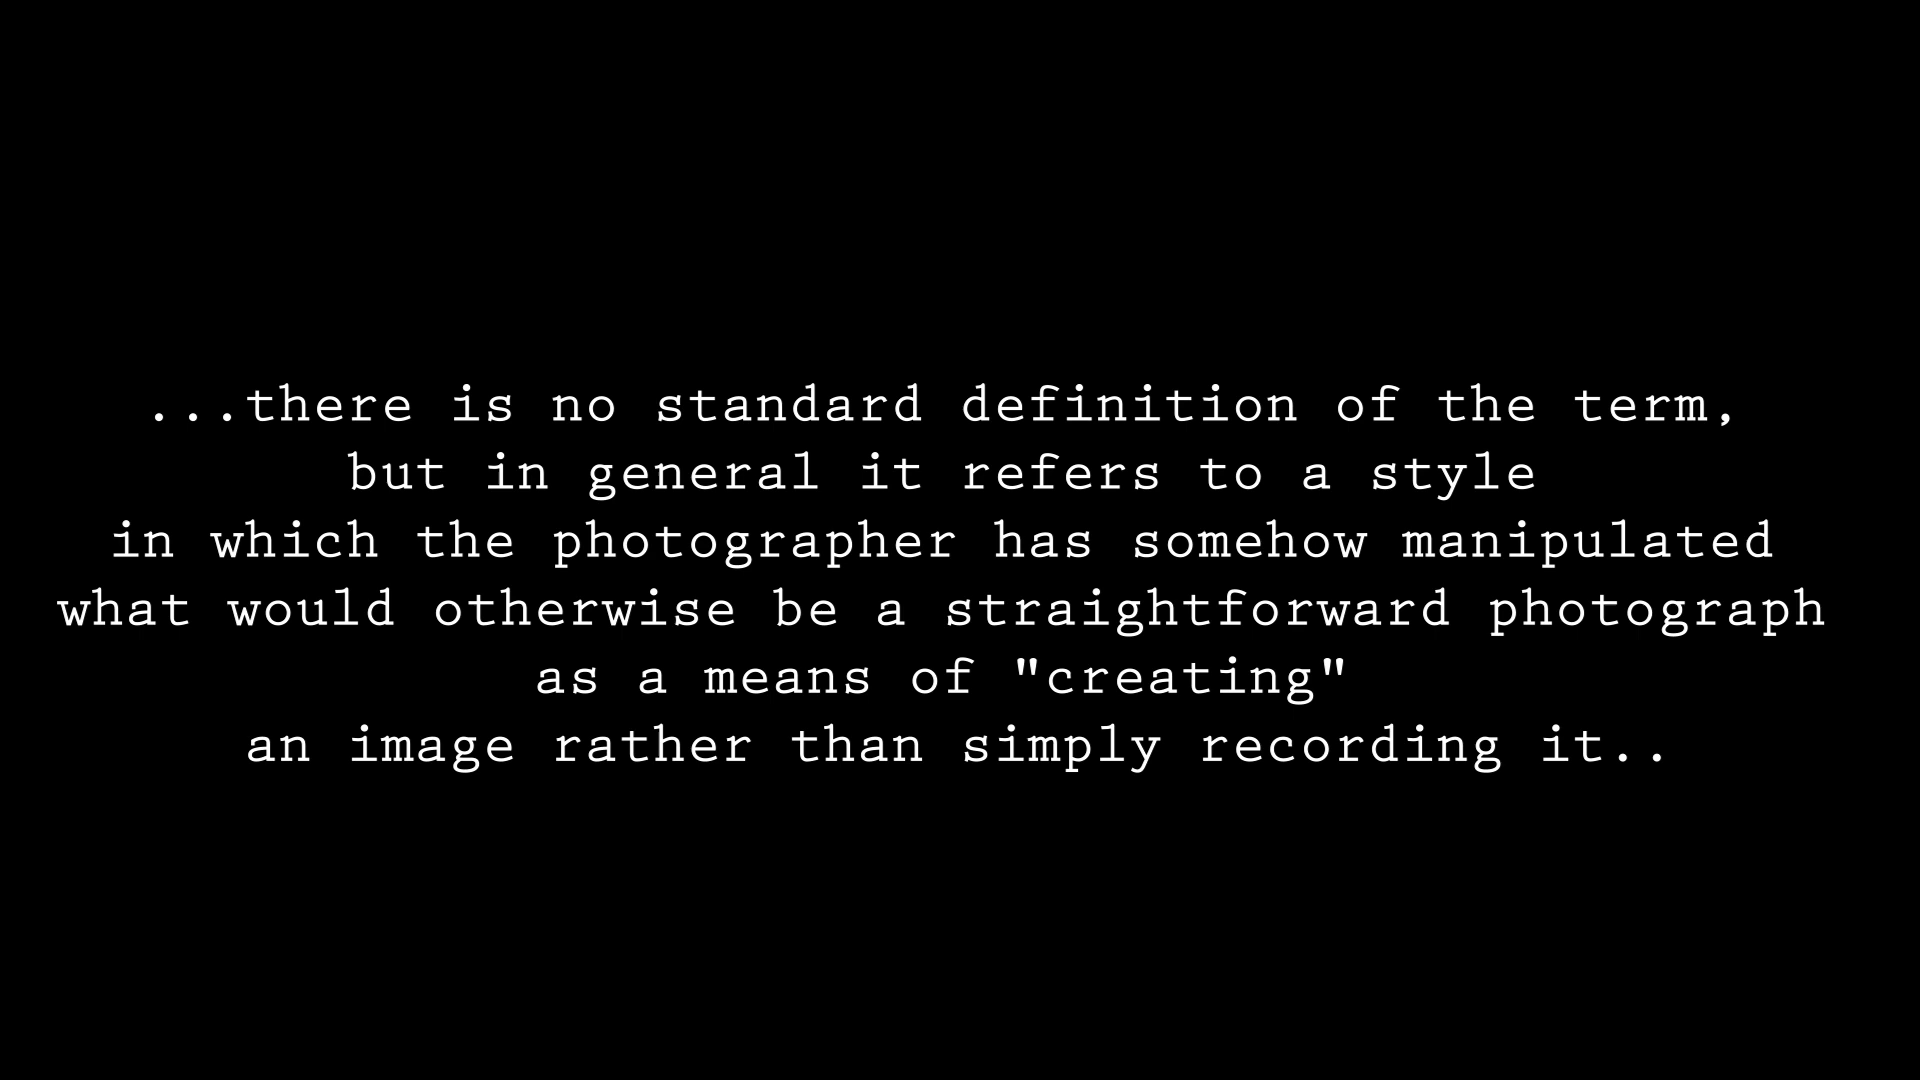 ...there is no standard definition of the term,
but in general it refers to a style
in which the photographer has somehow manipulated
what would otherwise be a straightforward photograph
as a means of "creating"
an image rather than simply recording it..